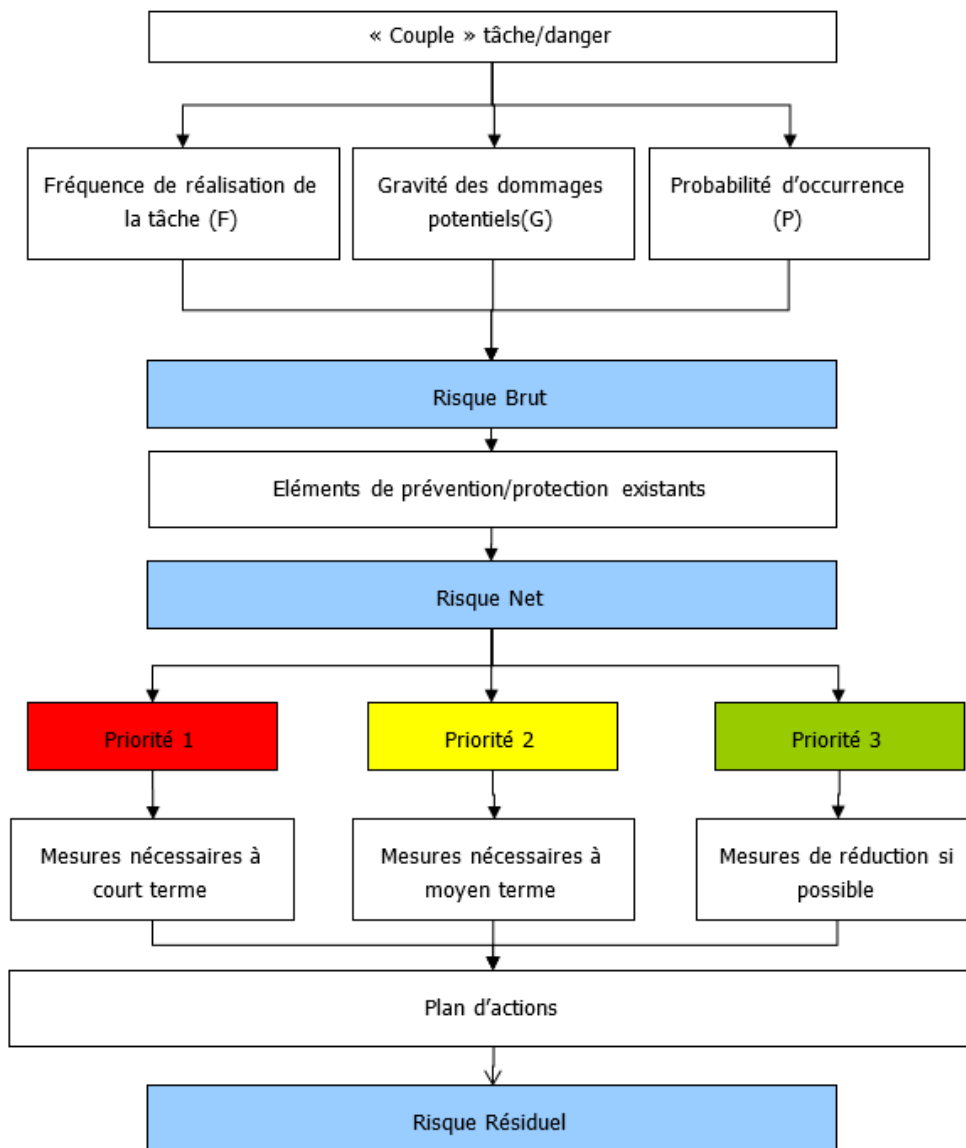 « Couple » tâche/danger
Fréquence de réalisation de
la tâche (F)
Gravité des dommages
potentiels(G)
Probabilité d’occurrence
(P)
Risque Brut
Eléments de prévention/protection existants
Risque Net
Priorité 1
Priorité 2
Priorité 3
Mesures nécessaires à
court terme
Mesures nécessaires à
moyen terme
Mesures de réduction si
possible
Plan d’actions
Risque Résiduel